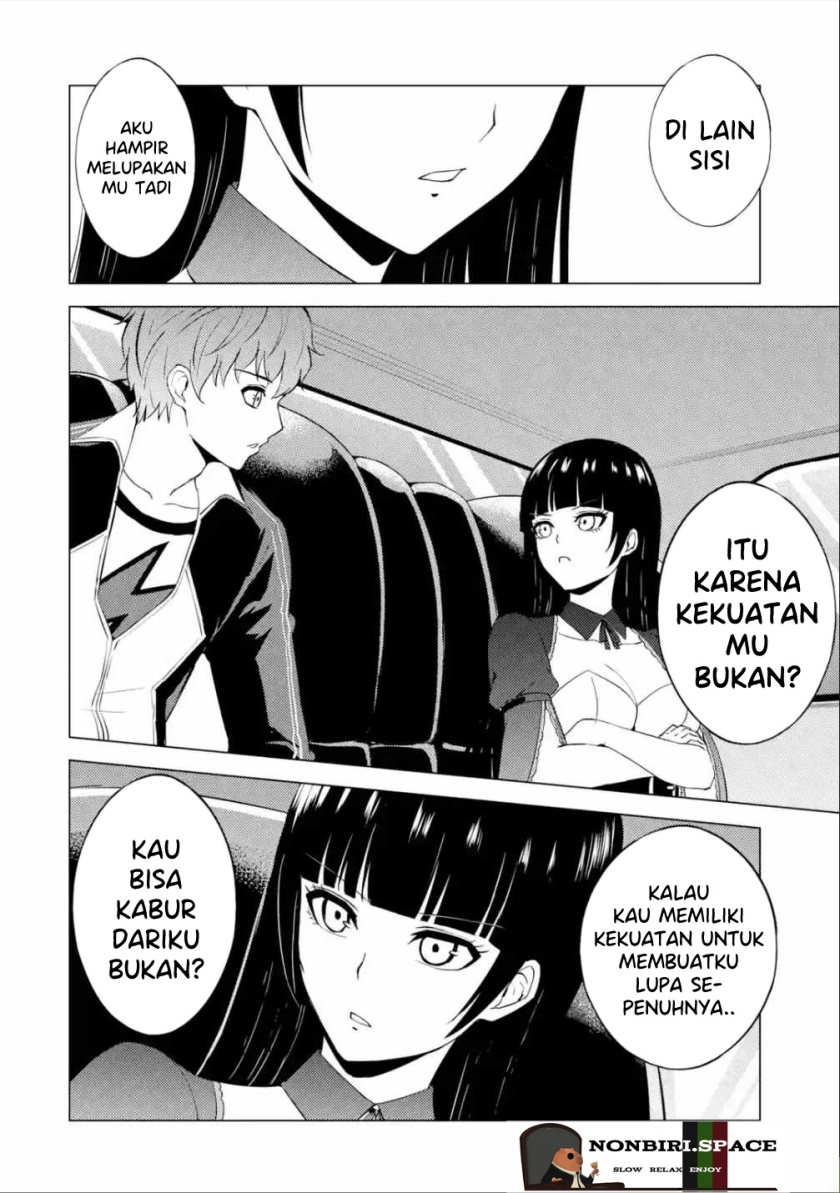 DI LAIN
SISI
AKU
HAMPIR
MELUPAKAN
MU TADI
ITU
KARENA
KEKUATAN
MU
BUKAN?
KALAU
KAU MEMILIKI
KEKUATAN UNTUK
MEMBUATKU
LUPA SE-
PENUHNYA..
KAU
BISA
KABUR
DARIKU
BUKAN?
NONBIRI.SPACE
SLOW RELAX ENJOY